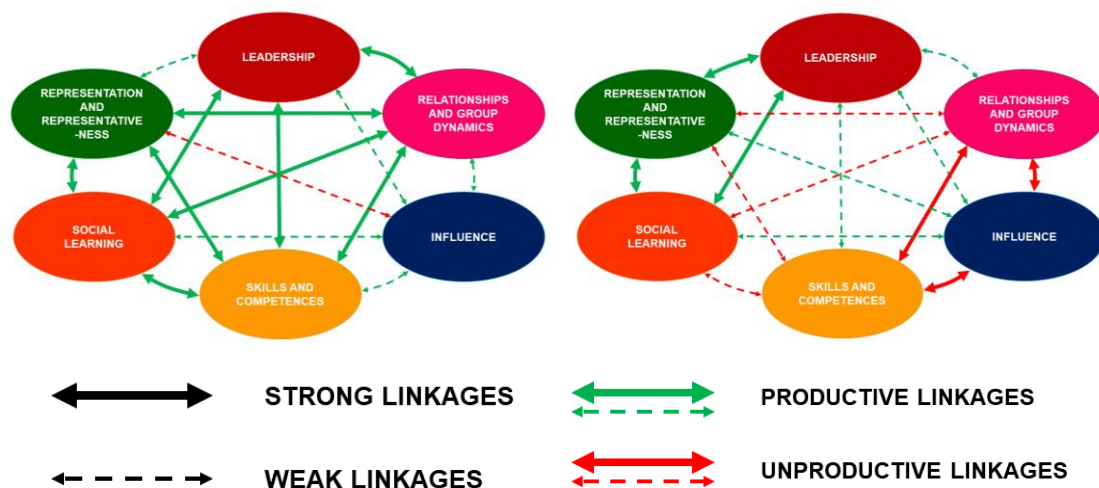 LEADERSHIP
REPRESENTATION
AND
REPRESENTATIVE
-NESS
RELATIONSHIPS
AND GROUP
DYNAMICS
SOCIAL
LEARNING
INFLUENCE
SKILLS AND
COMPETENCES
LEADERSHIP
REPRESENTATION
AND
REPRESENTATIVE
-NESS
RELATIONSHIPS
AND GROUP
DYNAMICS
SOCIAL
LEARNING
INFLUENCE
SKILLS AND
COMPETENCES
STRONG LINKAGES
PRODUCTIVE LINKAGES
WEAK LINKAGES
UNPRODUCTIVE LINKAGES